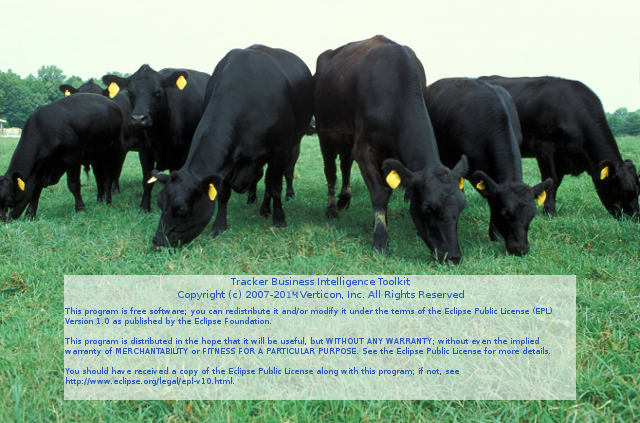 Tracker Business Intelligence Toolkit
Copyright (c) 2007-2014 Verticon, Inc. All Rights Reserved
This program is free software; you can redistribute it and/or modify it under the terms of the Eclipse Public License (EPL)
Version 1.0 as published by the Eclipse Foundation.
This program is distributed in the hope that it will be useful, but WITHOUT ANY WARRANTY; without even the implied
warranty of MERCHANTABILITY or FITNESS FOR A PARTICULAR PURPOSE. See the Eclipse Public License for more details.
You should have received a copy of the Eclipse Public License along with this program; if not, see
http://www.eclipse.org/legal/epl-v10.html.